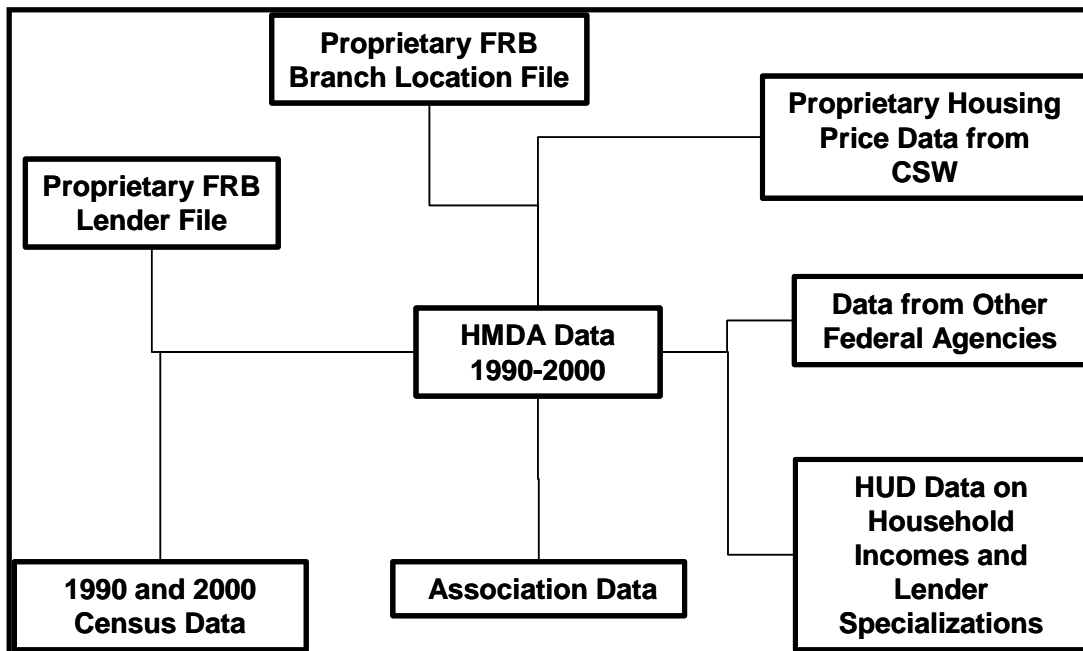 Proprietary FRB
Branch Location File
Proprietary Housing
Price Data from
CSW
Proprietary FRB
Lender File
HMDA Data
1990-2000
Data from Other
Federal Agencies
HUD Data on
Household
Incomes and
Lender
Specializations
1990 and 2000
Census Data
Association Data